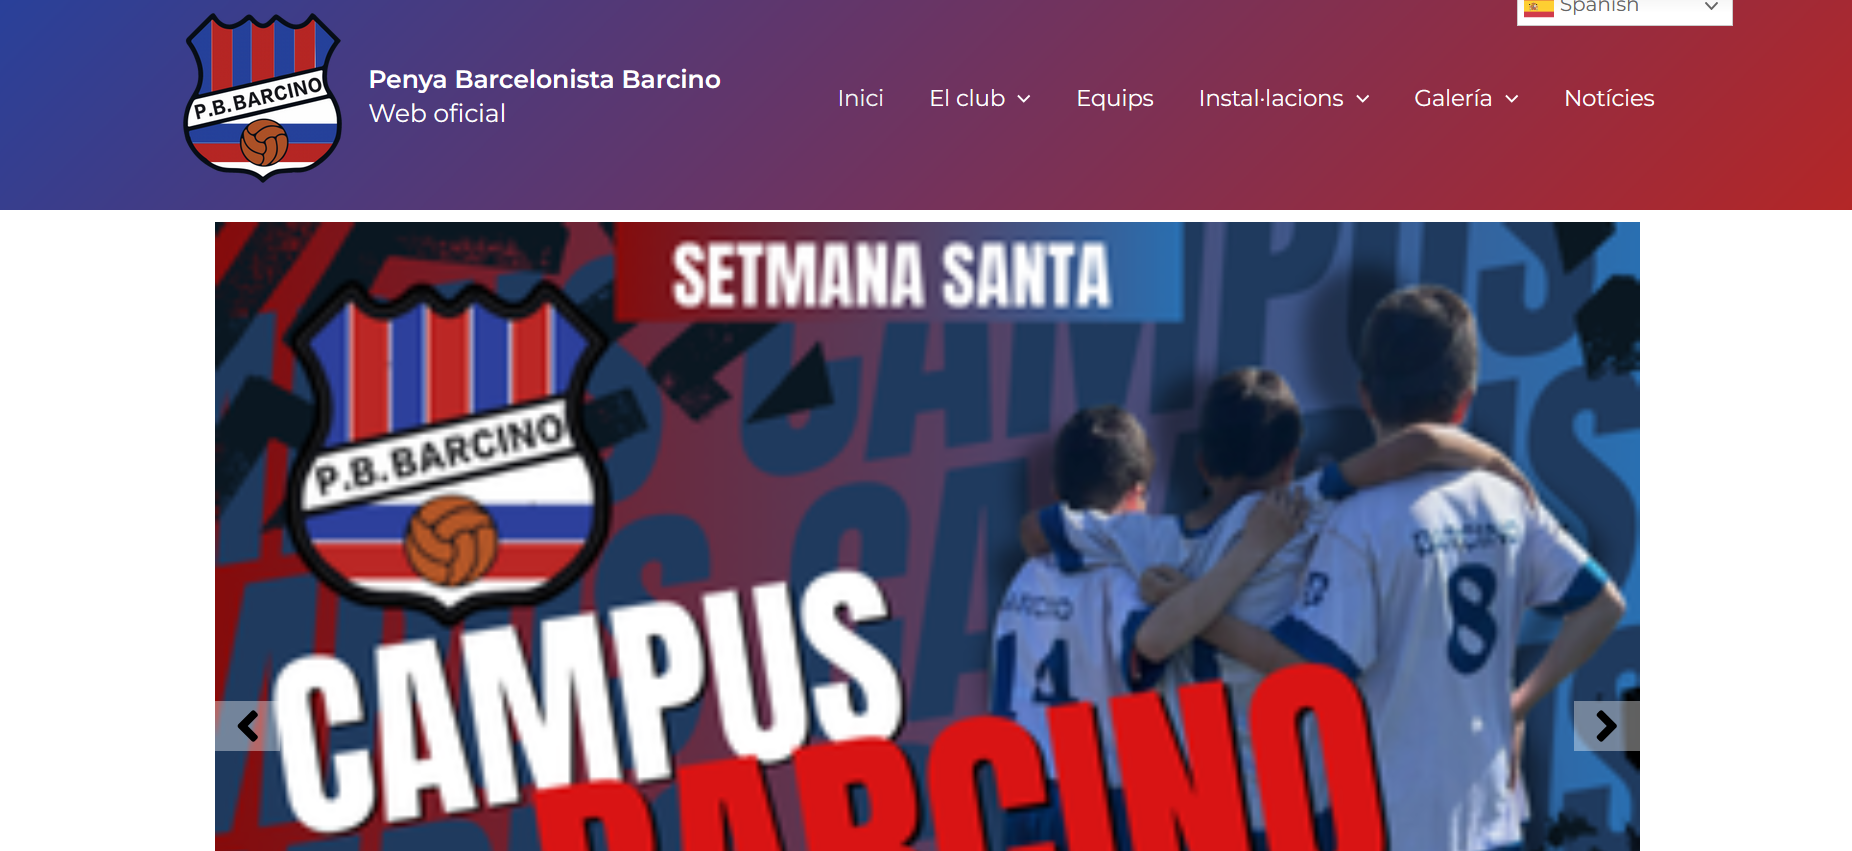 Spanish
P.B.BARCINO
Penya Barcelonista Barcino
Web oficial
Inici
El club
Equips
Instal·lacions
Galería
Notícies
SETMANA SANTA
P.B.BARCINO
CAMPUS
BARCINO
BARCINO
8
1